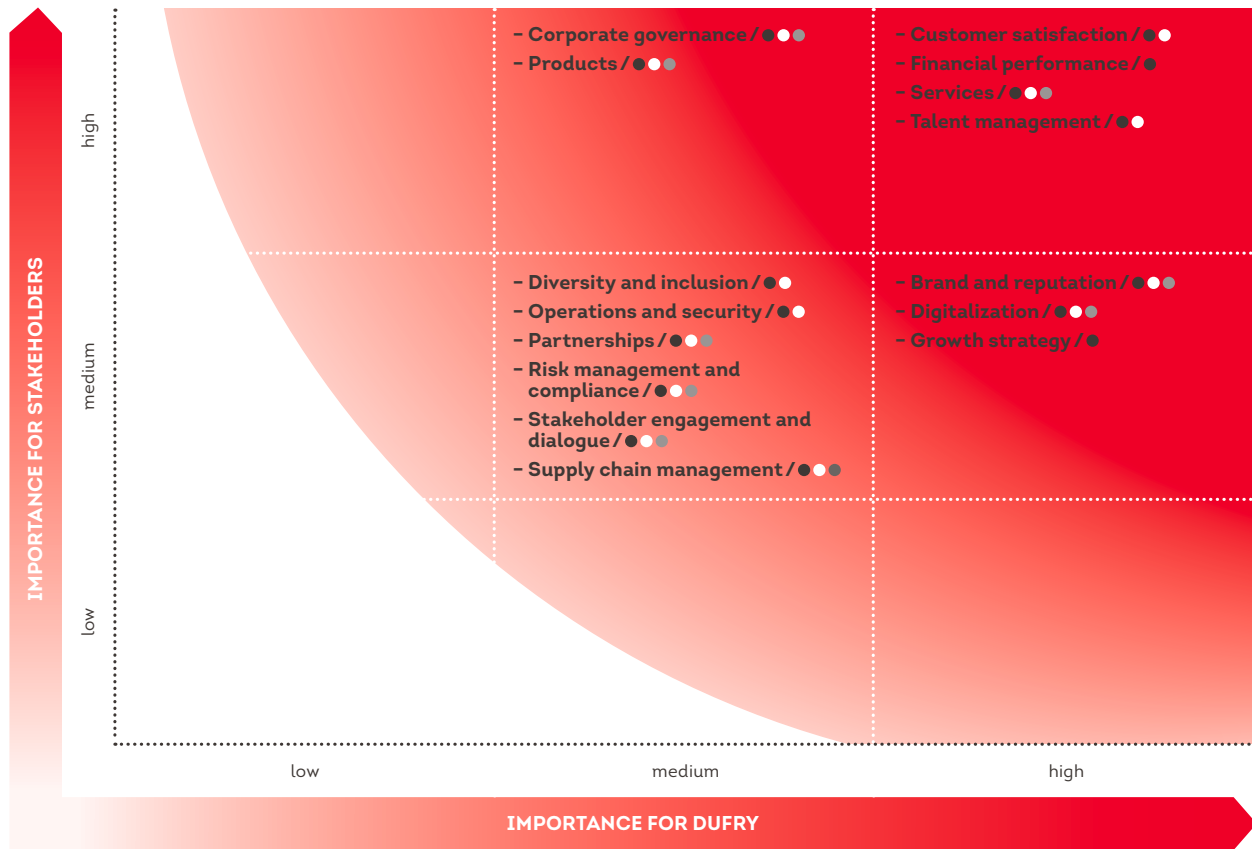 IMPORTANCE FOR STAKEHOLDERS
high
medium
low
– Corporate governance /
– Products /
– Customer satisfaction /
– Financial performance /
– Services /
– Talent management /
– Diversity and inclusion /
– Operations and security /
– Partnerships /
– Risk management and
compliance /
– Stakeholder engagement and
dialogue /
– Supply chain management /
– Brand and reputation /
– Digitalization /
– Growth strategy /
low
medium
high
IMPORTANCE FOR DUFRY